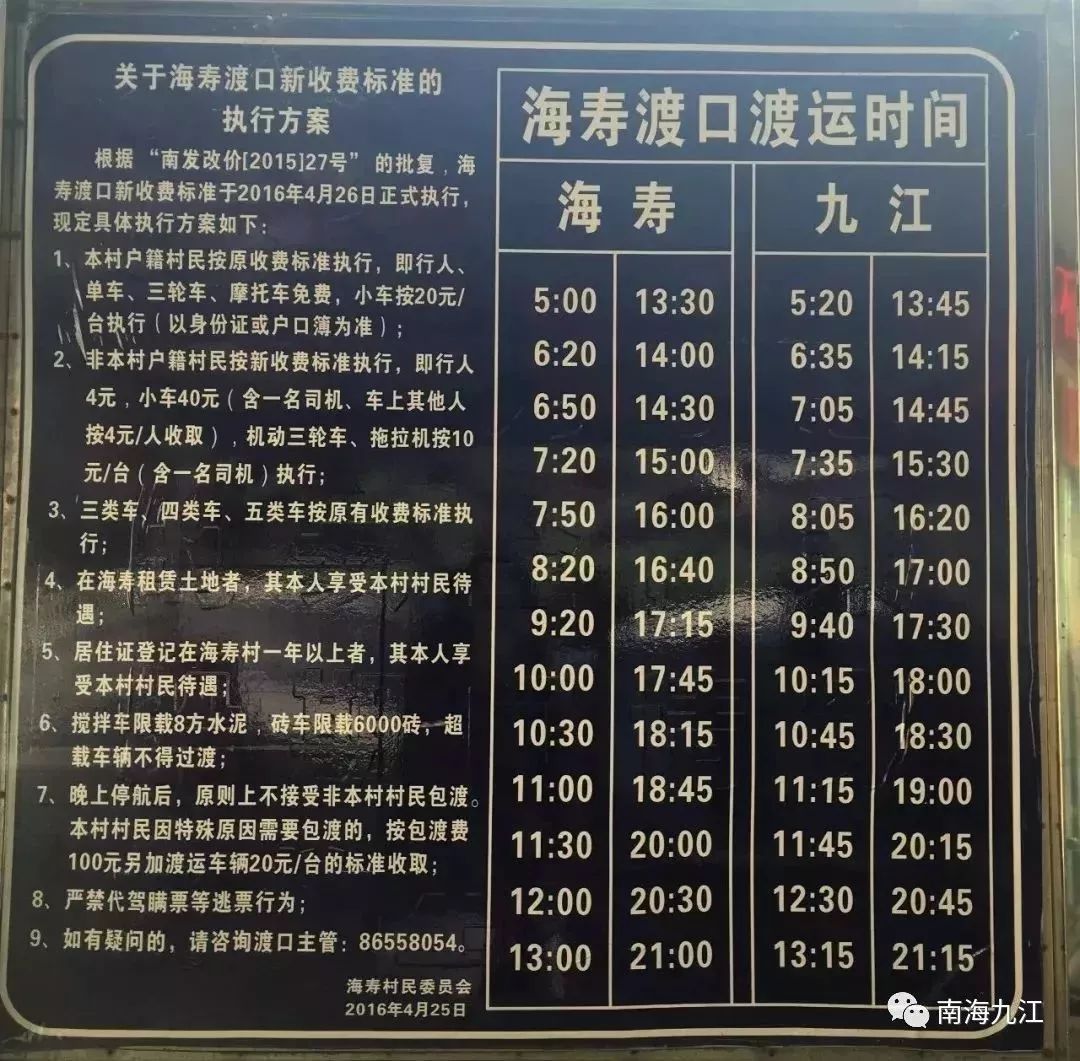 关于海寿渡口新收费标准的
执行方案
根据“南发改价[2015]27号”的批复，海
寿渡口新收费标准于2016年4月26日正式执行，
现定具体执行方案如下：
1、本村户籍村民按原收费标准执行，即行人、
单车、三轮车、摩托车免费，小车按20元/
台执行（以身份证或户口簿为准）；
2、非本村户籍村民按新收费标准执行，即行人
4元，小车40元（含一名司机、车上其他人
按4元/人收取），机动三轮车、拖拉机按10
元/台（含一名司机）执行；
3、三类车、四类车、五类车按原有收费标准执
行；
4、在海寿租赁土地者，其本人享受本村村民待
遇；
5、居住证登记在海寿村一年以上者，其本人享
受本村村民待遇；
6、搅拌车限载8方水泥，砖车限载6000砖，超
载车辆不得过渡；
7、晚上停航后，原则上不接受非本村村民包渡。
本村村民因特殊原因需要包渡的，按包渡费
100元另加渡运车辆20元/台的标准收取；
8、严禁代驾瞒票等逃票行为；
9、如有疑问的，请咨询渡口主管：86558054。
海寿村民委员会
2016年4月25日
海寿渡口渡运时间
海寿 九江
5:00 13:30 5:20 13:45
6:20 14:00 6:35 14:15
6:50 14:30 7:05 14:45
7:20 15:00 7:35 15:30
7:50 16:00 8:05 16:20
8:20 16:40 8:50 17:00
9:20 17:15 9:40 17:30
10:00 17:45 10:15 18:00
10:30 18:15 10:45 18:30
11:00 18:45 11:15 19:00
11:30 20:00 11:45 20:15
12:00 20:30 12:30 20:45
13:00 21:00 13:15 21:15
南海九江